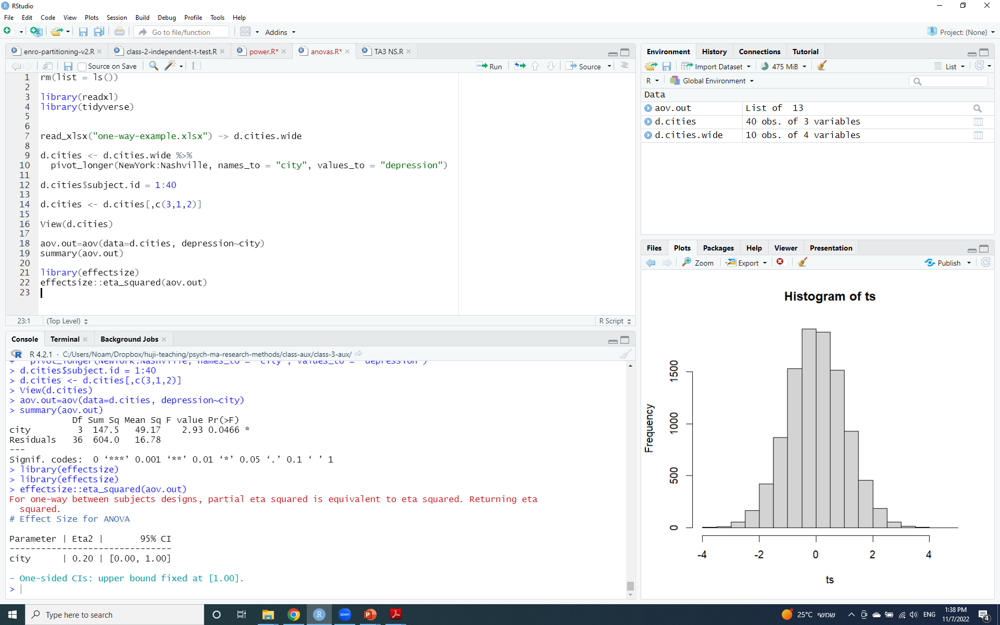 RStudio
File Edit Code View Plots Session Build Debug Profile Tools Help
Go to file/function Addins Project: (None)
enro-partitioning-v2.R class-2-independent-t-test.R power.R* anovas.R* TA3 NS.R
Source on Save Run Source
1 rm(list = ls())
2
3 library(readxl)
4 library(tidyverse)
5
6
7 read_xlsx("one-way-example.xlsx") -> d.cities.wide
8
9 d.cities <- d.cities.wide %>%
10 pivot_longer(NewYork:Nashville, names_to = "city", values_to = "depression")
11
12 d.cities$subject.id = 1:40
13
14 d.cities <- d.cities[,c(3,1,2)]
15
16 View(d.cities)
17
18 aov.out=aov(data=d.cities, depression~city)
19 summary(aov.out)
20
21 library(effectsize)
22 effectsize::eta_squared(aov.out)
23
23:1 (Top Level) R Script
Console Terminal Background Jobs
R 4.2.1 · C:/Users/Noam/Dropbox/huji-teaching/psych-ma-research-methods/class-aux/class-3-aux/
+ pivot_longer(NewYork:Nashville, names_to = "city", values_to = "depression")
> d.cities$subject.id = 1:40
> d.cities <- d.cities[,c(3,1,2)]
> View(d.cities)
> aov.out=aov(data=d.cities, depression~city)
> summary(aov.out)
Df Sum Sq Mean Sq F value Pr(>F)
city 3 147.5 49.17 2.93 0.0466 *
Residuals 36 604.0 16.78
---
Signif. codes: 0 ‘***’ 0.001 ‘**’ 0.01 ‘*’ 0.05 ‘.’ 0.1 ‘ ’ 1
> library(effectsize)
> library(effectsize)
> effectsize::eta_squared(aov.out)
For one-way between subjects designs, partial eta squared is equivalent to eta squared. Returning eta
squared.
# Effect Size for ANOVA
Parameter | Eta2 | 95% CI
-------------------------------
city | 0.20 | [0.00, 1.00]
- One-sided CIs: upper bound fixed at [1.00].
>
Environment History Connections Tutorial
Import Dataset 475 MiB List
R Global Environment
Data
aov.out List of 13
d.cities 40 obs. of 3 variables
d.cities.wide 10 obs. of 4 variables
Files Plots Packages Help Viewer Presentation
Zoom Export Publish
Histogram of ts
Frequency
1500
1000
500
0
-4 -2 0 2 4
ts
Type here to search
zoom
25°C שמשי
ENG
1:38 PM
11/7/2022
4